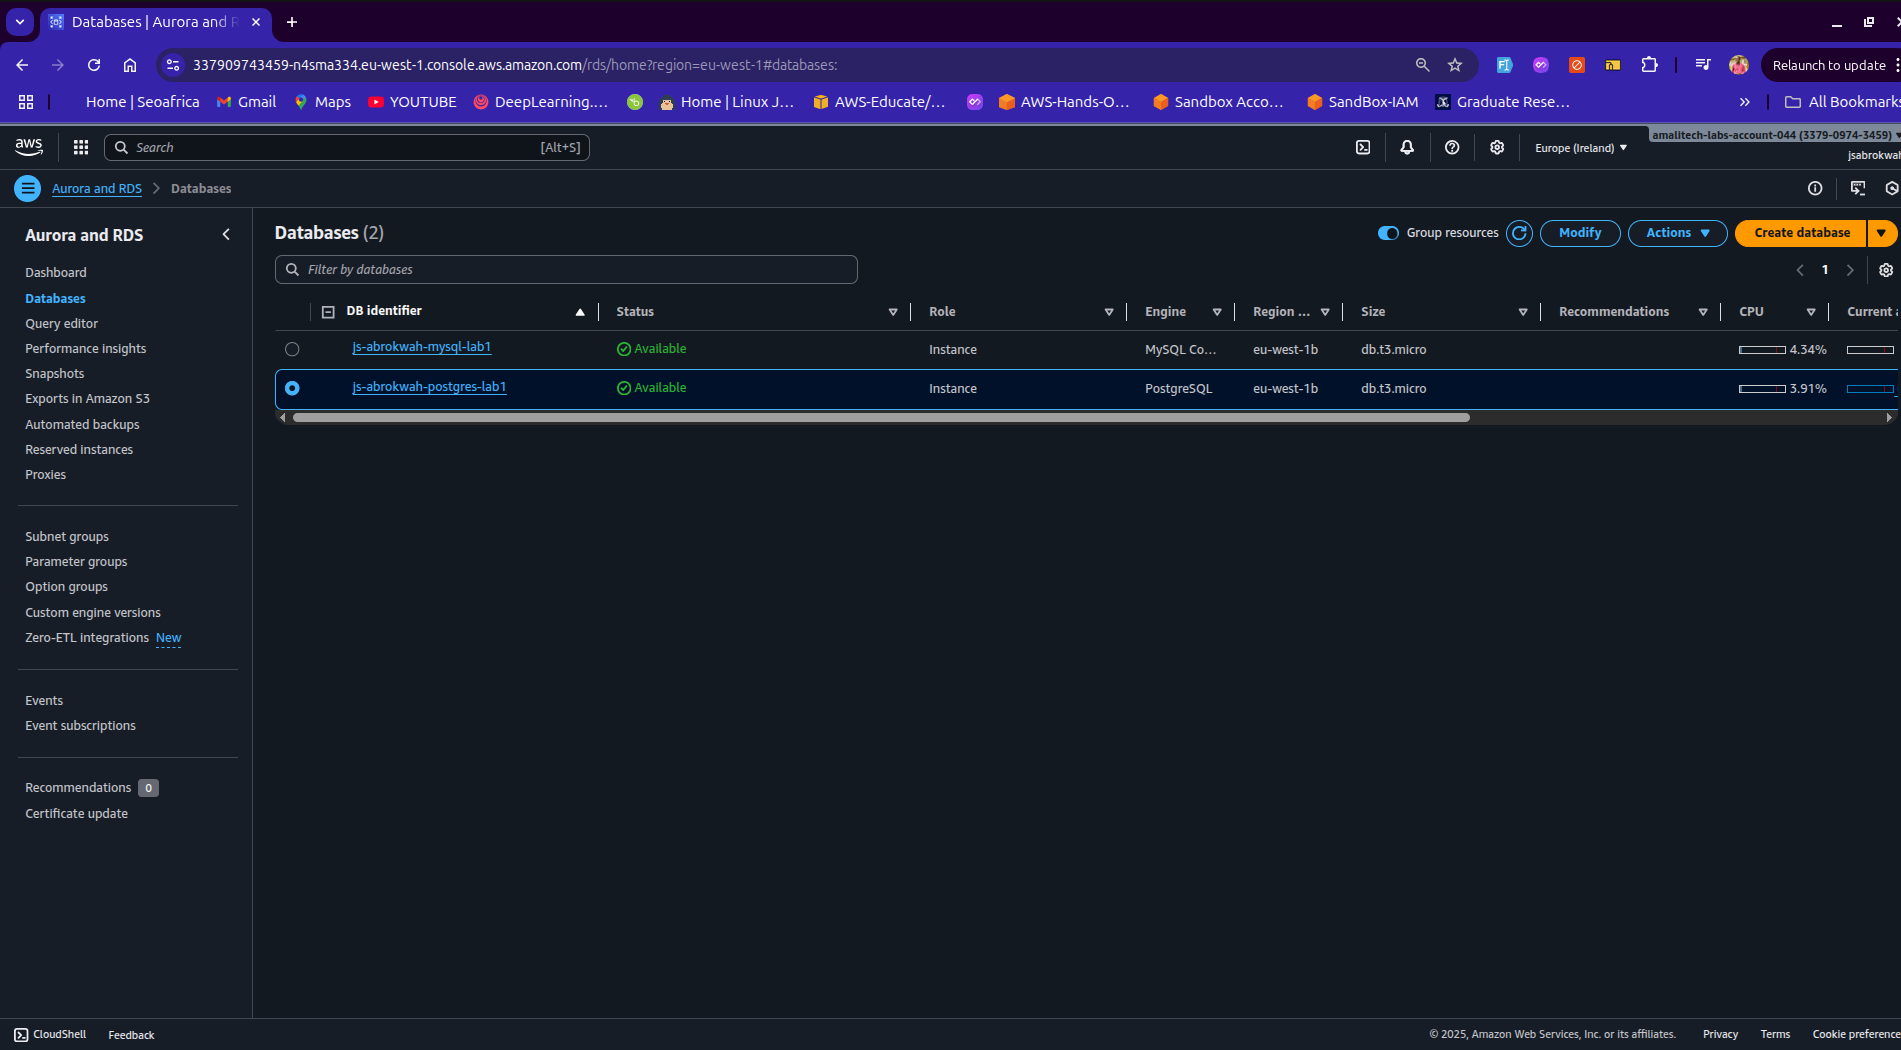 Databases | Aurora and R
337909743459-n4sma334.eu-west-1.console.aws.amazon.com/rds/home?region=eu-west-1#databases:
Relaunch to update
Home | Seoafrica Gmail Maps YOUTUBE DeepLearning.... Home | Linux J... AWS-Educate/... AWS-Hands-O... Sandbox Acco... SandBox-IAM Graduate Rese... All Bookmarks
aws Search [Alt+S] Europe (Ireland) amalitech-labs-account-044 (3379-0974-3459)
jsabrokwah
Aurora and RDS Databases
Aurora and RDS
Dashboard
Databases
Query editor
Performance insights
Snapshots
Exports in Amazon S3
Automated backups
Reserved instances
Proxies
Subnet groups
Parameter groups
Option groups
Custom engine versions
Zero-ETL integrations New
Events
Event subscriptions
Recommendations 0
Certificate update
Databases (2) Group resources Modify Actions Create database
Filter by databases 1
DB identifier Status Role Engine Region ... Size Recommendations CPU Current a
js-abrokwah-mysql-lab1 Available Instance MySQL Co... eu-west-1b db.t3.micro 4.34%
js-abrokwah-postgres-lab1 Available Instance PostgreSQL eu-west-1b db.t3.micro 3.91%
CloudShell Feedback © 2025, Amazon Web Services, Inc. or its affiliates. Privacy Terms Cookie preference